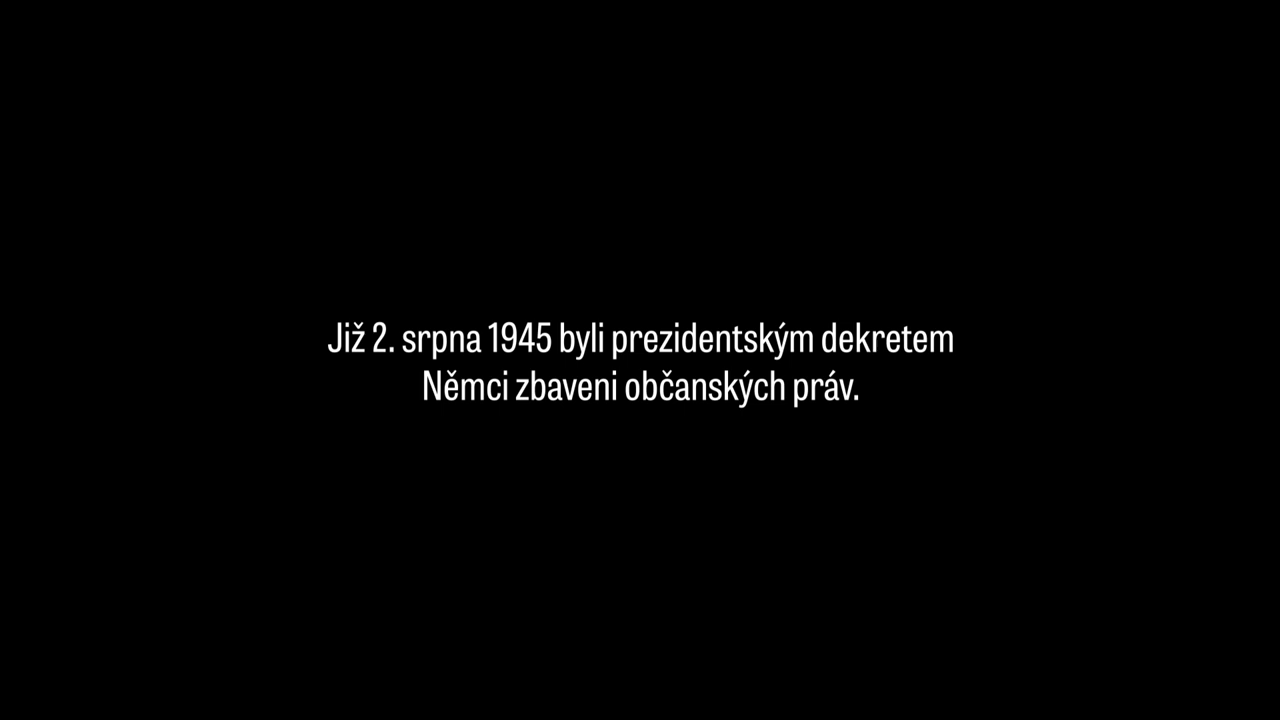 Již 2. srpna 1945 byli prezidentským dekretem
Němci zbaveni občanských práv.